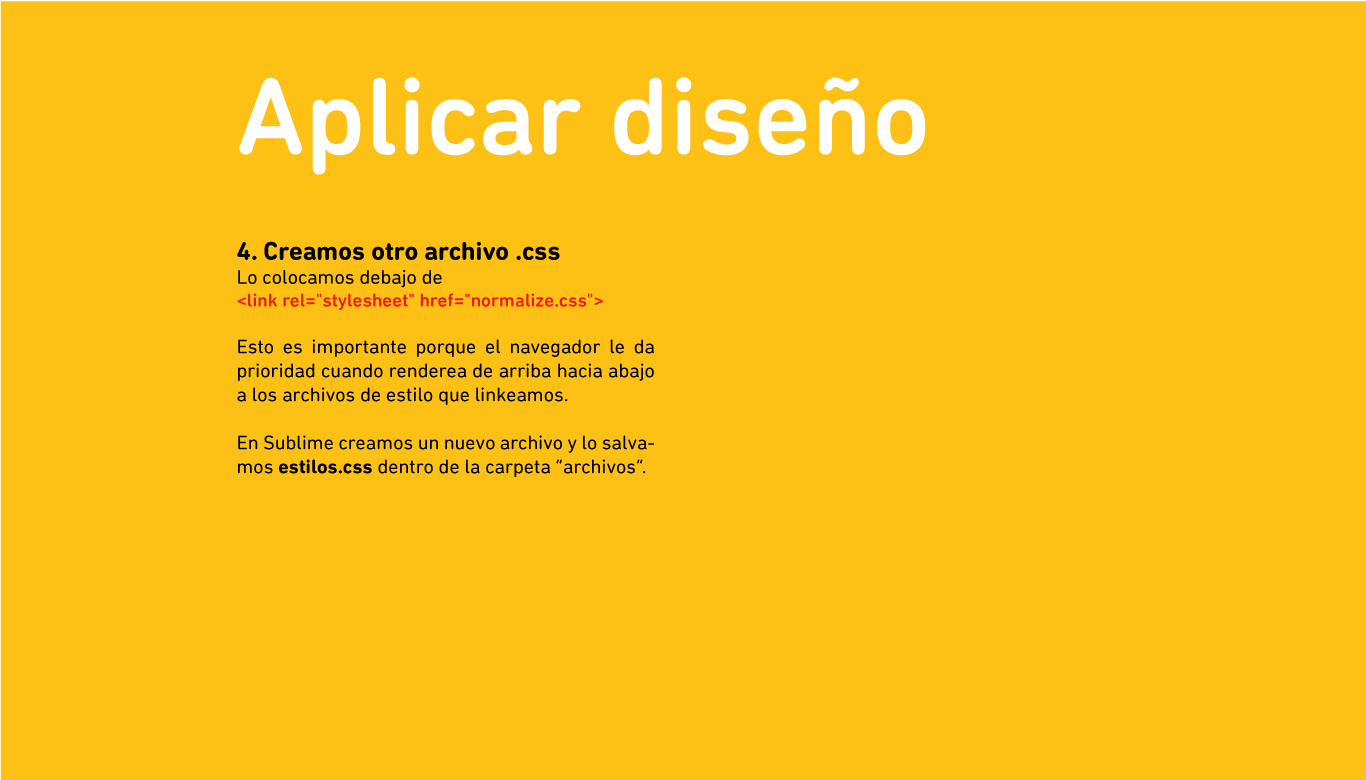 Aplicar diseño
4. Creamos otro archivo .css
Lo colocamos debajo de
<link rel="stylesheet" href="normalize.css">
Esto es importante porque el navegador le da
prioridad cuando renderea de arriba hacia abajo
a los archivos de estilo que linkeamos.
En Sublime creamos un nuevo archivo y lo salva-
mos estilos.css dentro de la carpeta “archivos”.